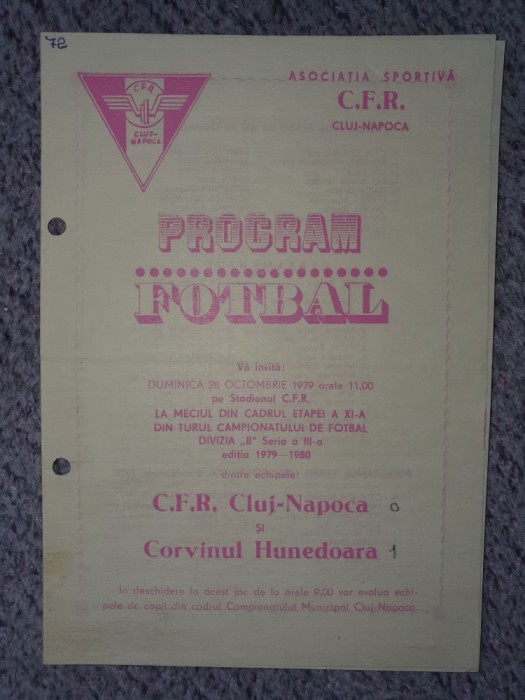 72
ASOCIAȚIA SPORTIVĂ
C.F.R.
CLUJ-NAPOCA
C.F.R.
CLUJ-
NAPOCA
PROGRAM
FOTBAL
Vă invită:
DUMINICA 28 OCTOMBRIE 1979 orele 11,00
pe Stadionul C.F.R.
LA MECIUL DIN CADRUL ETAPEI A XI-A
DIN TURUL CAMPIONATULUI DE FOTBAL
DIVIZIA „B" Seria a III-a
ediția 1979—1980
dintre echipele:
C.F.R. Cluj-Napoca 0
ȘI
Corvinul Hunedoara 1
In deschidere la acest joc de la orele 9,00 vor evolua echi-
pele de copii din cadrul Campionatului Municipal Cluj-Napoca.